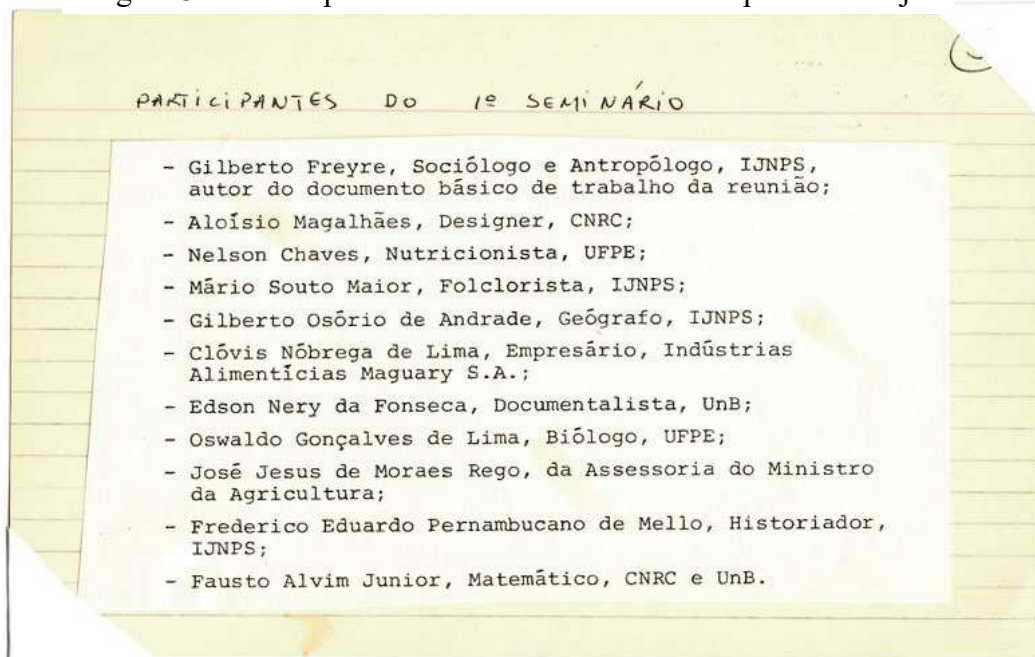 PARTICIPANTES DO 1º SEMINÁRIO
- Gilberto Freyre, Sociólogo e Antropólogo, IJNPS,
autor do documento básico de trabalho da reunião;
- Aloísio Magalhães, Designer, CNRC;
- Nelson Chaves, Nutricionista, UFPE;
- Mário Souto Maior, Folclorista, IJNPS;
- Gilberto Osório de Andrade, Geógrafo, IJNPS;
- Clóvis Nóbrega de Lima, Empresário, Indústrias
Alimentícias Maguary S.A.;
- Edson Nery da Fonseca, Documentalista, UnB;
- Oswaldo Gonçalves de Lima, Biólogo, UFPE;
- José Jesus de Moraes Rego, da Assessoria do Ministro
da Agricultura;
- Frederico Eduardo Pernambucano de Mello, Historiador,
IJNPS;
- Fausto Alvim Junior, Matemático, CNRC e UnB.